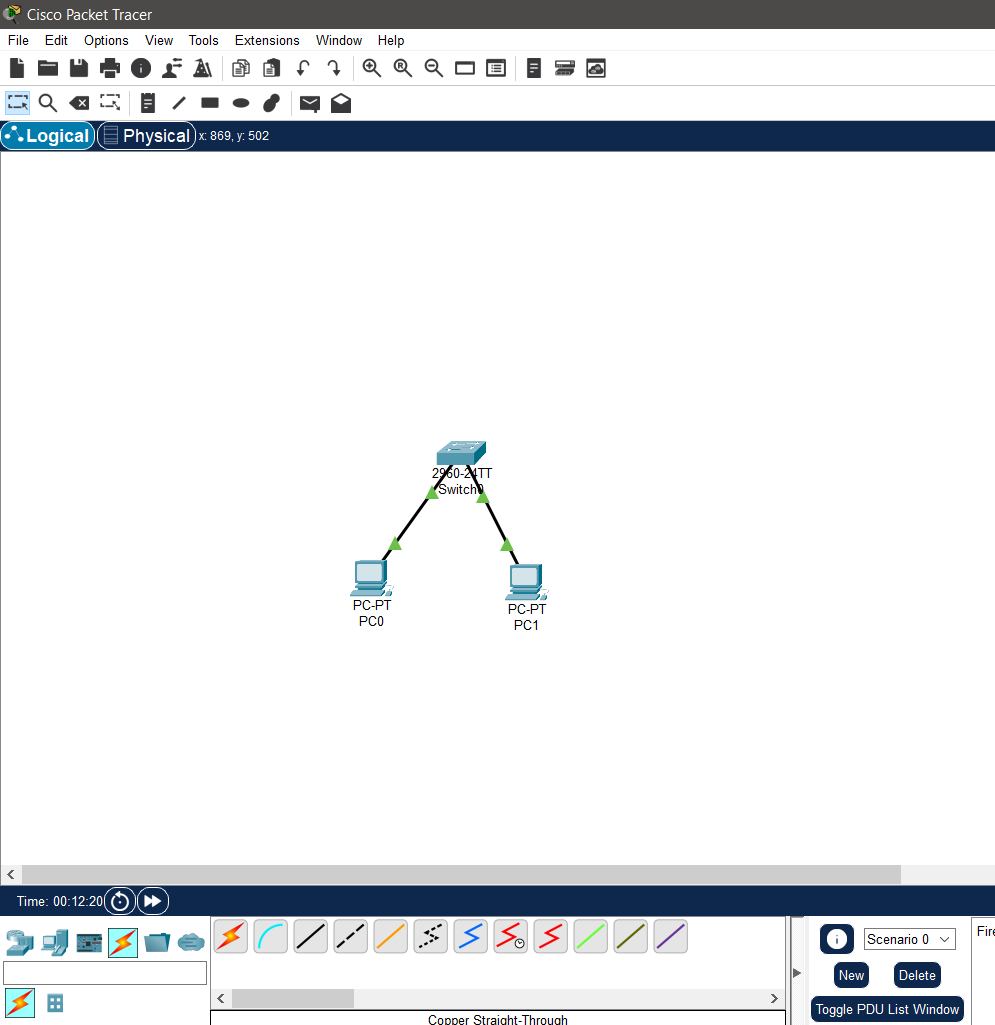 Cisco Packet Tracer
File Edit Options View Tools Extensions Window Help
Logical Physical x: 869, y: 502
2960-24TT
Switch0
PC-PT
PC0
PC-PT
PC1
Time: 00:12:20
Scenario 0
Fire
New Delete
Toggle PDU List Window
Copper Straight-Through